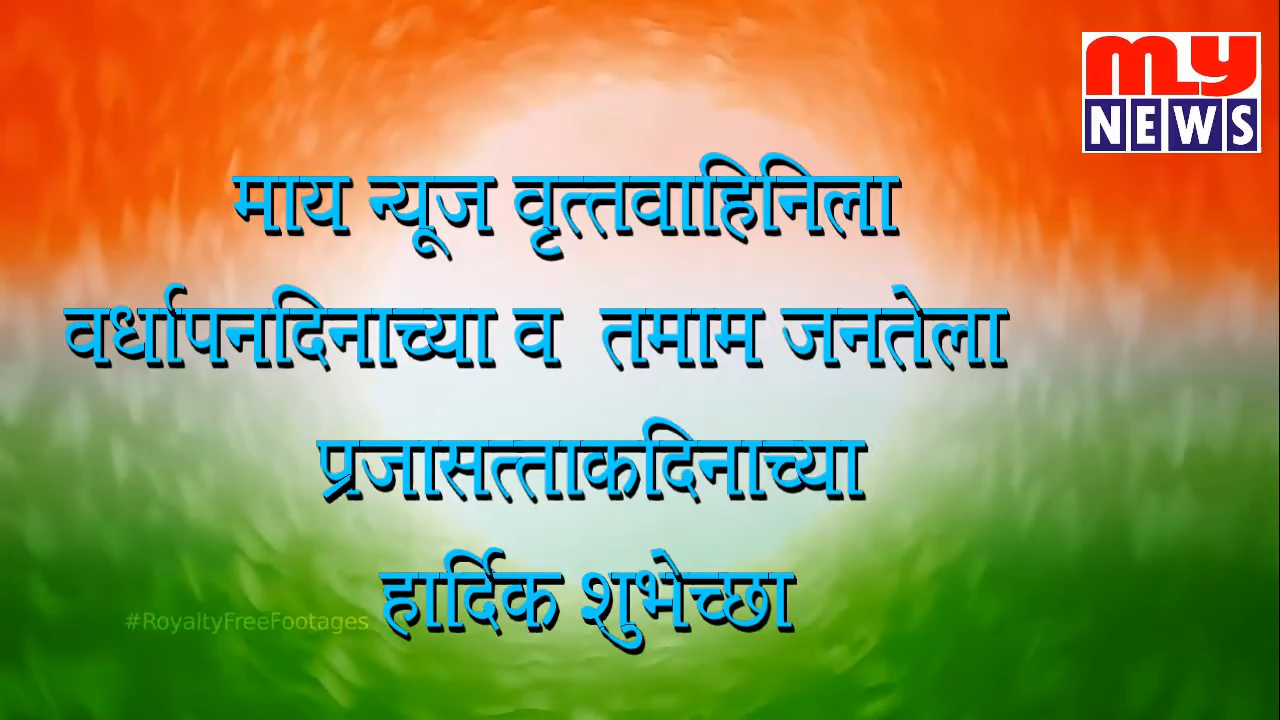 my
NEWS
माय न्यूज वृत्तवाहिनिला
वर्धापनदिनाच्या व तमाम जनतेला
प्रजासत्ताकदिनाच्या
हार्दिक शुभेच्छा
#RoyaltyFreeFootages